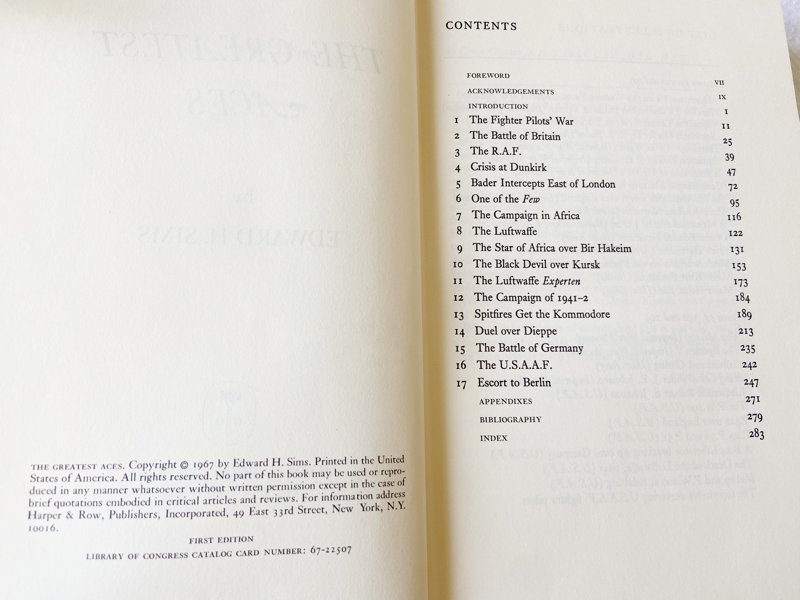 THE GREATEST
ACES
EDWARD H. SIMS
THE GREATEST ACES. Copyright © 1967 by Edward H. Sims. Printed in the United
States of America. All rights reserved. No part of this book may be used or repro-
duced in any manner whatsoever without written permission except in the case of
brief quotations embodied in critical articles and reviews. For information address
Harper & Row, Publishers, Incorporated, 49 East 33rd Street, New York, N.Y.
10016.
FIRST EDITION
LIBRARY OF CONGRESS CATALOG CARD NUMBER: 67-22507
CONTENTS
FOREWORD VII
ACKNOWLEDGEMENTS IX
INTRODUCTION 1
1 The Fighter Pilots' War 11
2 The Battle of Britain 25
3 The R.A.F. 39
4 Crisis at Dunkirk 47
5 Bader Intercepts East of London 72
6 One of the Few 95
7 The Campaign in Africa 116
8 The Luftwaffe 122
9 The Star of Africa over Bir Hakeim 131
10 The Black Devil over Kursk 153
11 The Luftwaffe Experten 173
12 The Campaign of 1941–2 184
13 Spitfires Get the Kommodore 189
14 Duel over Dieppe 213
15 The Battle of Germany 235
16 The U.S.A.A.F. 242
17 Escort to Berlin 247
APPENDIXES 271
BIBLIOGRAPHY 279
INDEX 283